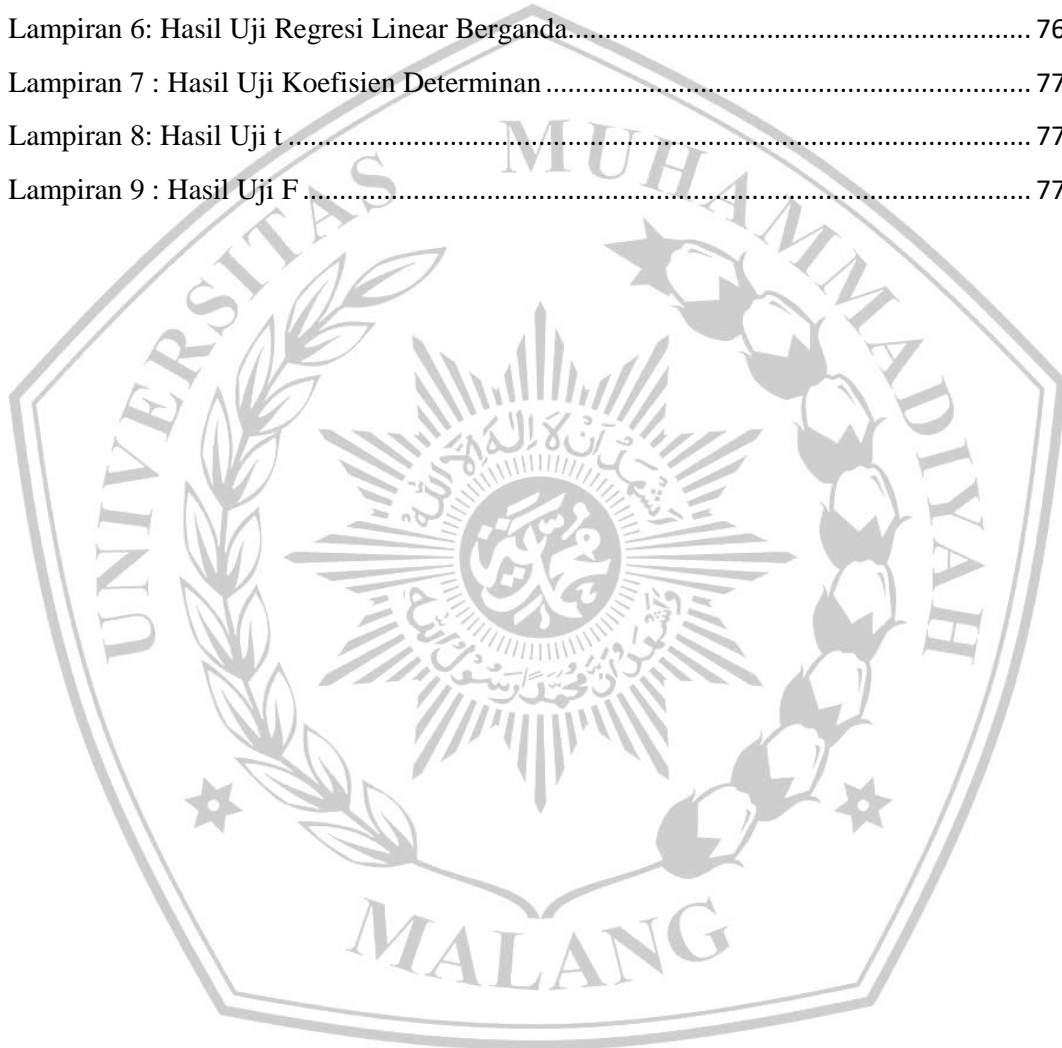 Lampiran 6: Hasil Uji Regresi Linear Berganda.......................................................................... 76
Lampiran 7 : Hasil Uji Koefisien Determinan ............................................................................. 77
Lampiran 8: Hasil Uji t ..................................................................................................................... 77
Lampiran 9 : Hasil Uji F ................................................................................................................... 77
UNIVERSITAS MUHAMMADIYAH
MALANG